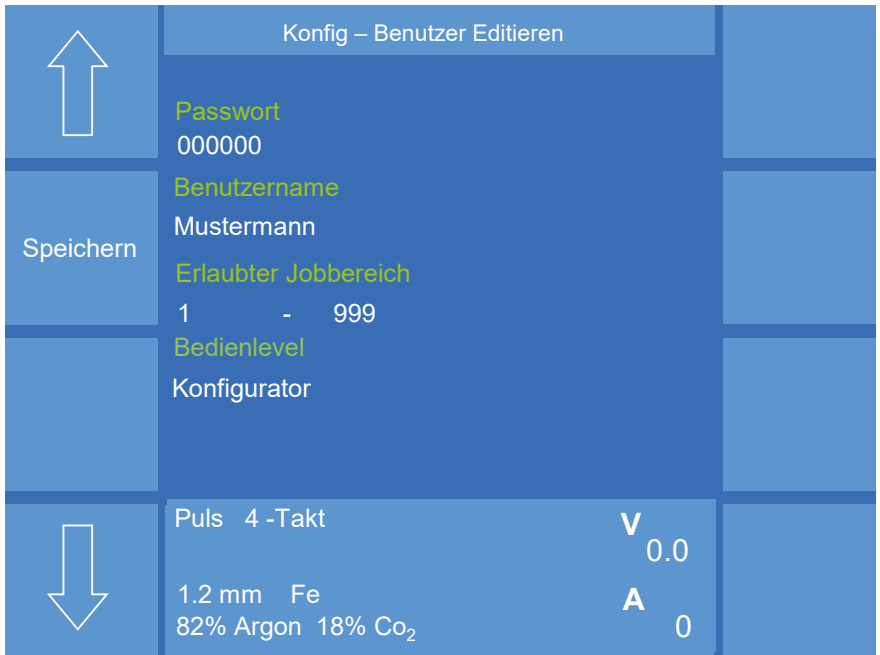 Konfig – Benutzer Editieren
Passwort
000000
Benutzername
Mustermann
Speichern
Erlaubter Jobbereich
1 - 999
Bedienlevel
Konfigurator
Puls 4 -Takt
V
0.0
1.2 mm Fe
A
82% Argon 18% Co₂
0